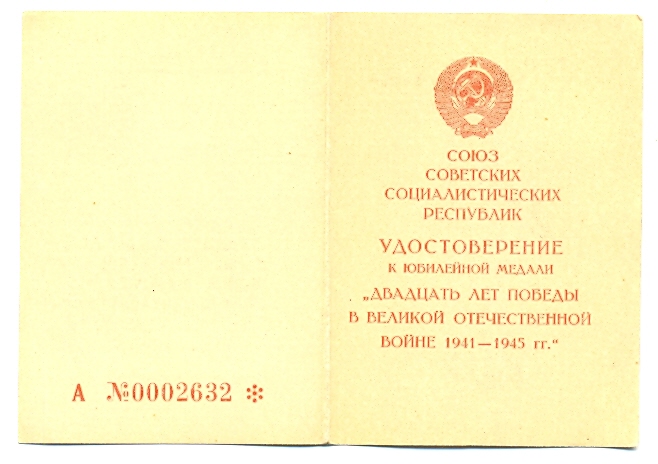 А №0002632
СОЮЗ
СОВЕТСКИХ
СОЦИАЛИСТИЧЕСКИХ
РЕСПУБЛИК
УДОСТОВЕРЕНИЕ
К ЮБИЛЕЙНОЙ МЕДАЛИ
„ДВАДЦАТЬ ЛЕТ ПОБЕДЫ
В ВЕЛИКОЙ ОТЕЧЕСТВЕННОЙ
ВОЙНЕ 1941—1945 гг.“